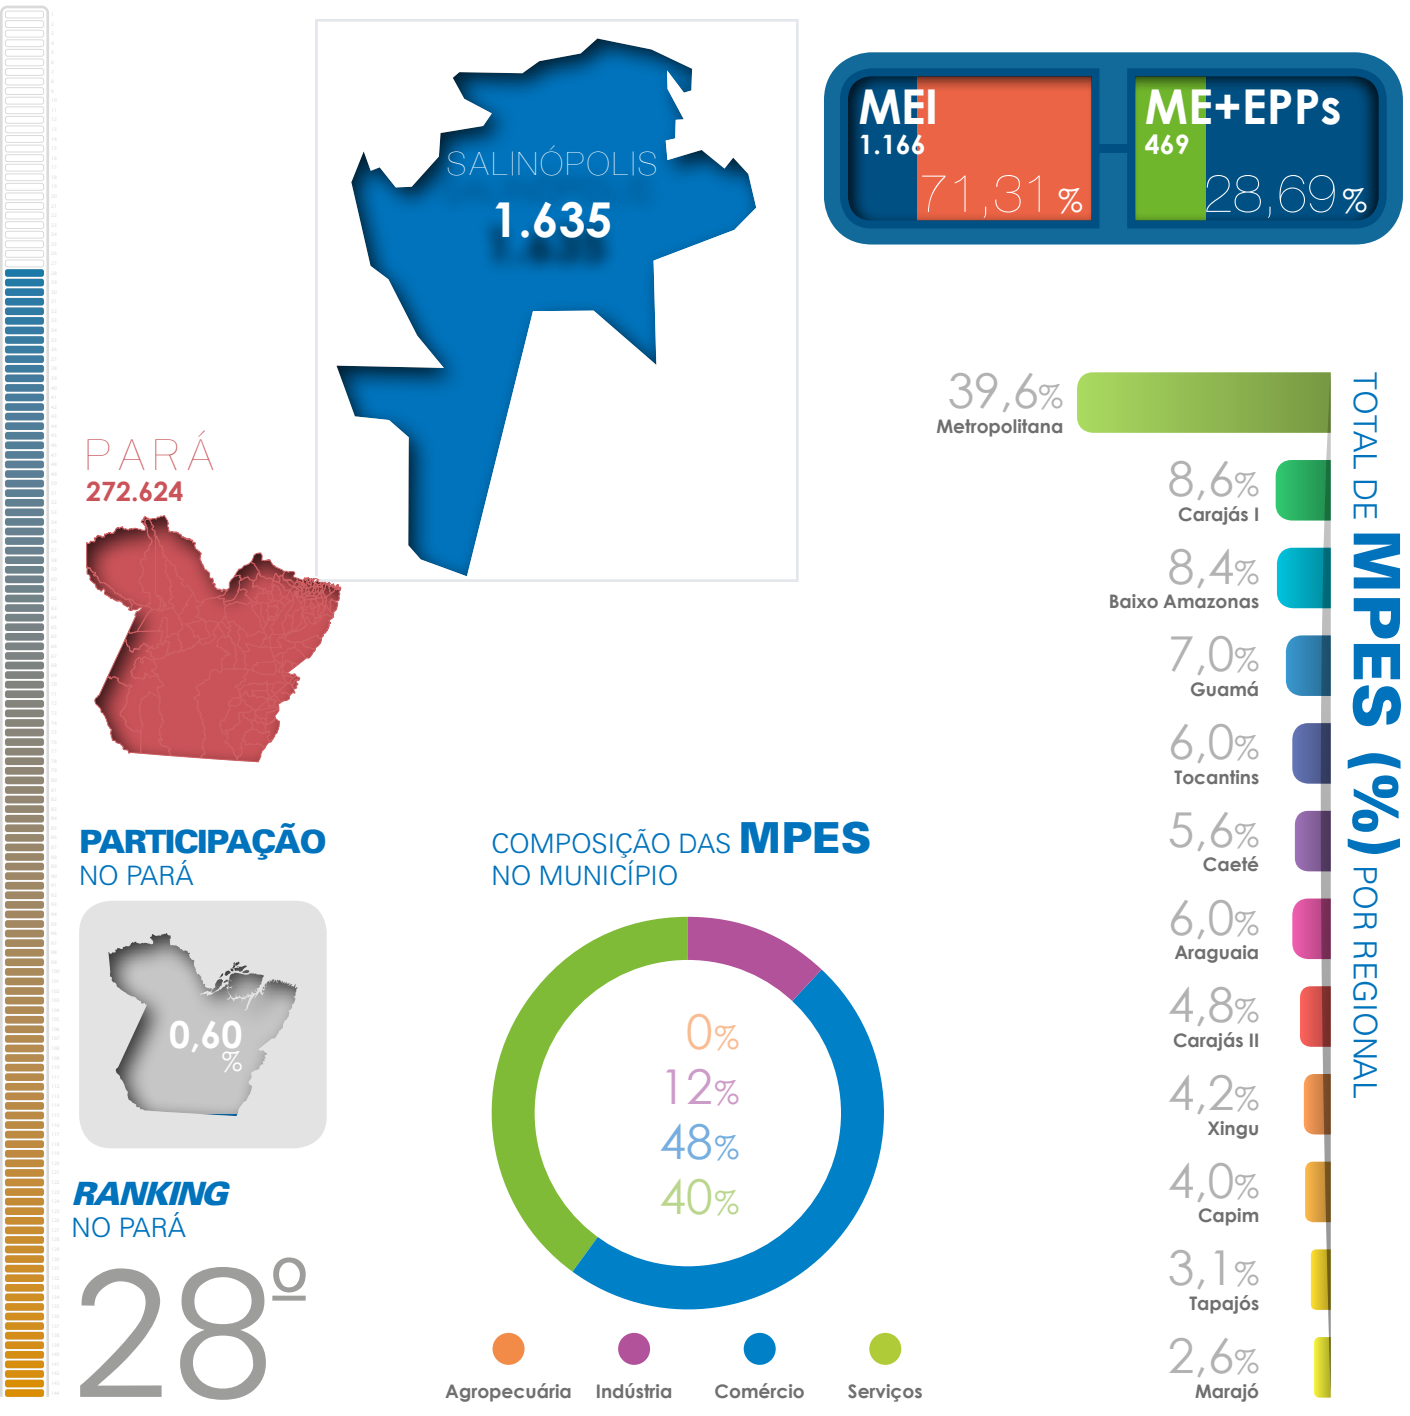 SALINÓPOLIS
1.635
MEI
1.166
71,31%
ME+EPPs
469
28,69%
PARÁ
272.624
PARTICIPAÇÃO
NO PARÁ
0,60
%
RANKING
NO PARÁ
28º
COMPOSIÇÃO DAS MPES
NO MUNICÍPIO
0%
12%
48%
40%
Agropecuária
Indústria
Comércio
Serviços
TOTAL DE MPES (%) POR REGIONAL
39,6%
Metropolitana
8,6%
Carajás I
8,4%
Baixo Amazonas
7,0%
Guamá
6,0%
Tocantins
5,6%
Caeté
6,0%
Araguaia
4,8%
Carajás II
4,2%
Xingu
4,0%
Capim
3,1%
Tapajós
2,6%
Marajó